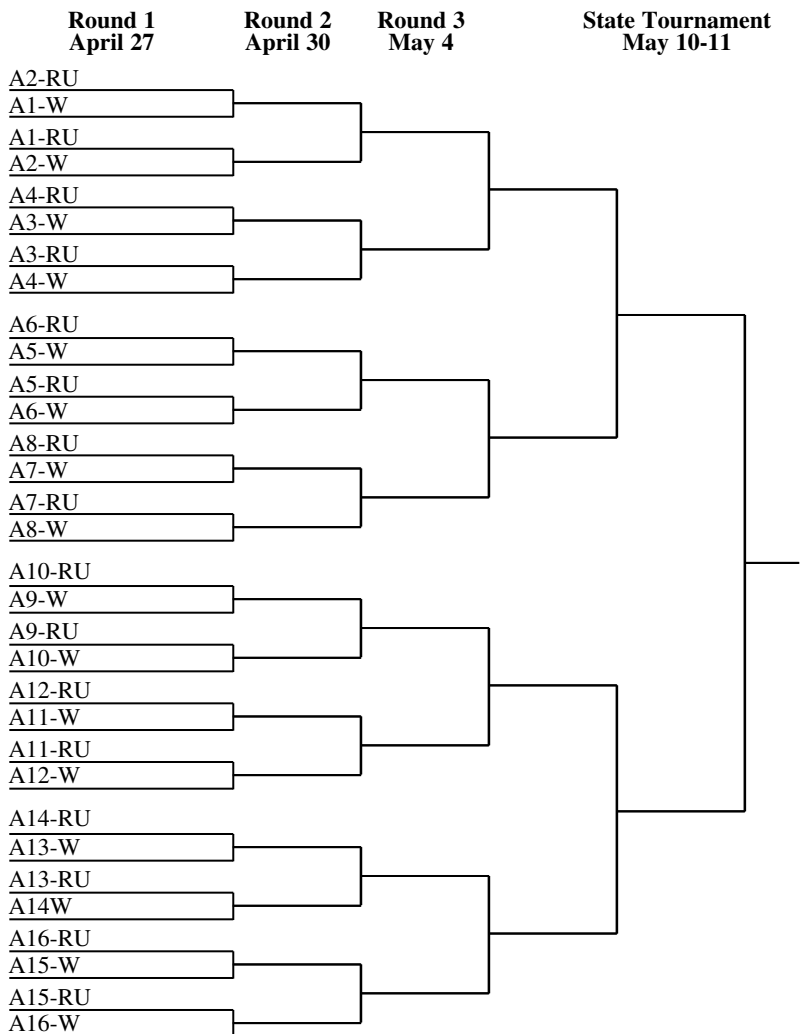 Round 1 Round 2 Round 3 State Tournament
April 27 April 30 May 4 May 10-11
A2-RU
A1-W
A1-RU
A2-W
A4-RU
A3-W
A3-RU
A4-W
A6-RU
A5-W
A5-RU
A6-W
A8-RU
A7-W
A7-RU
A8-W
A10-RU
A9-W
A9-RU
A10-W
A12-RU
A11-W
A11-RU
A12-W
A14-RU
A13-W
A13-RU
A14W
A16-RU
A15-W
A15-RU
A16-W